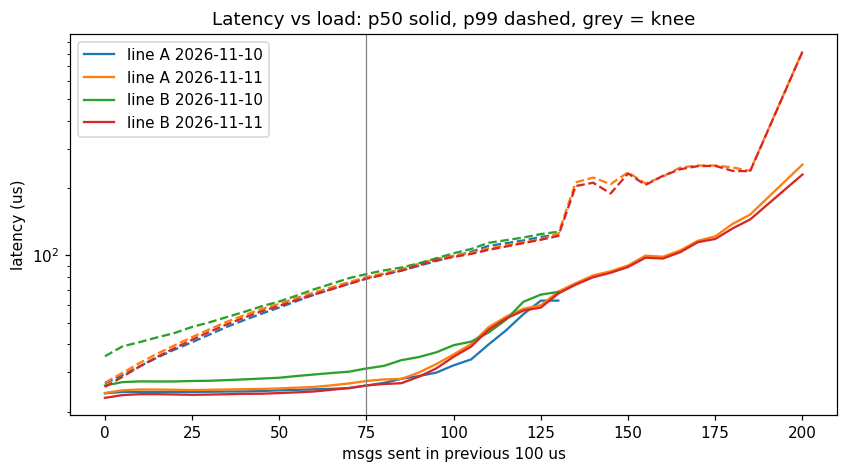 Latency vs load: p50 solid, p99 dashed, grey = knee
line A 2026-11-10
line A 2026-11-11
line B 2026-11-10
line B 2026-11-11
latency (us)
10²
0 25 50 75 100 125 150 175 200
msgs sent in previous 100 us